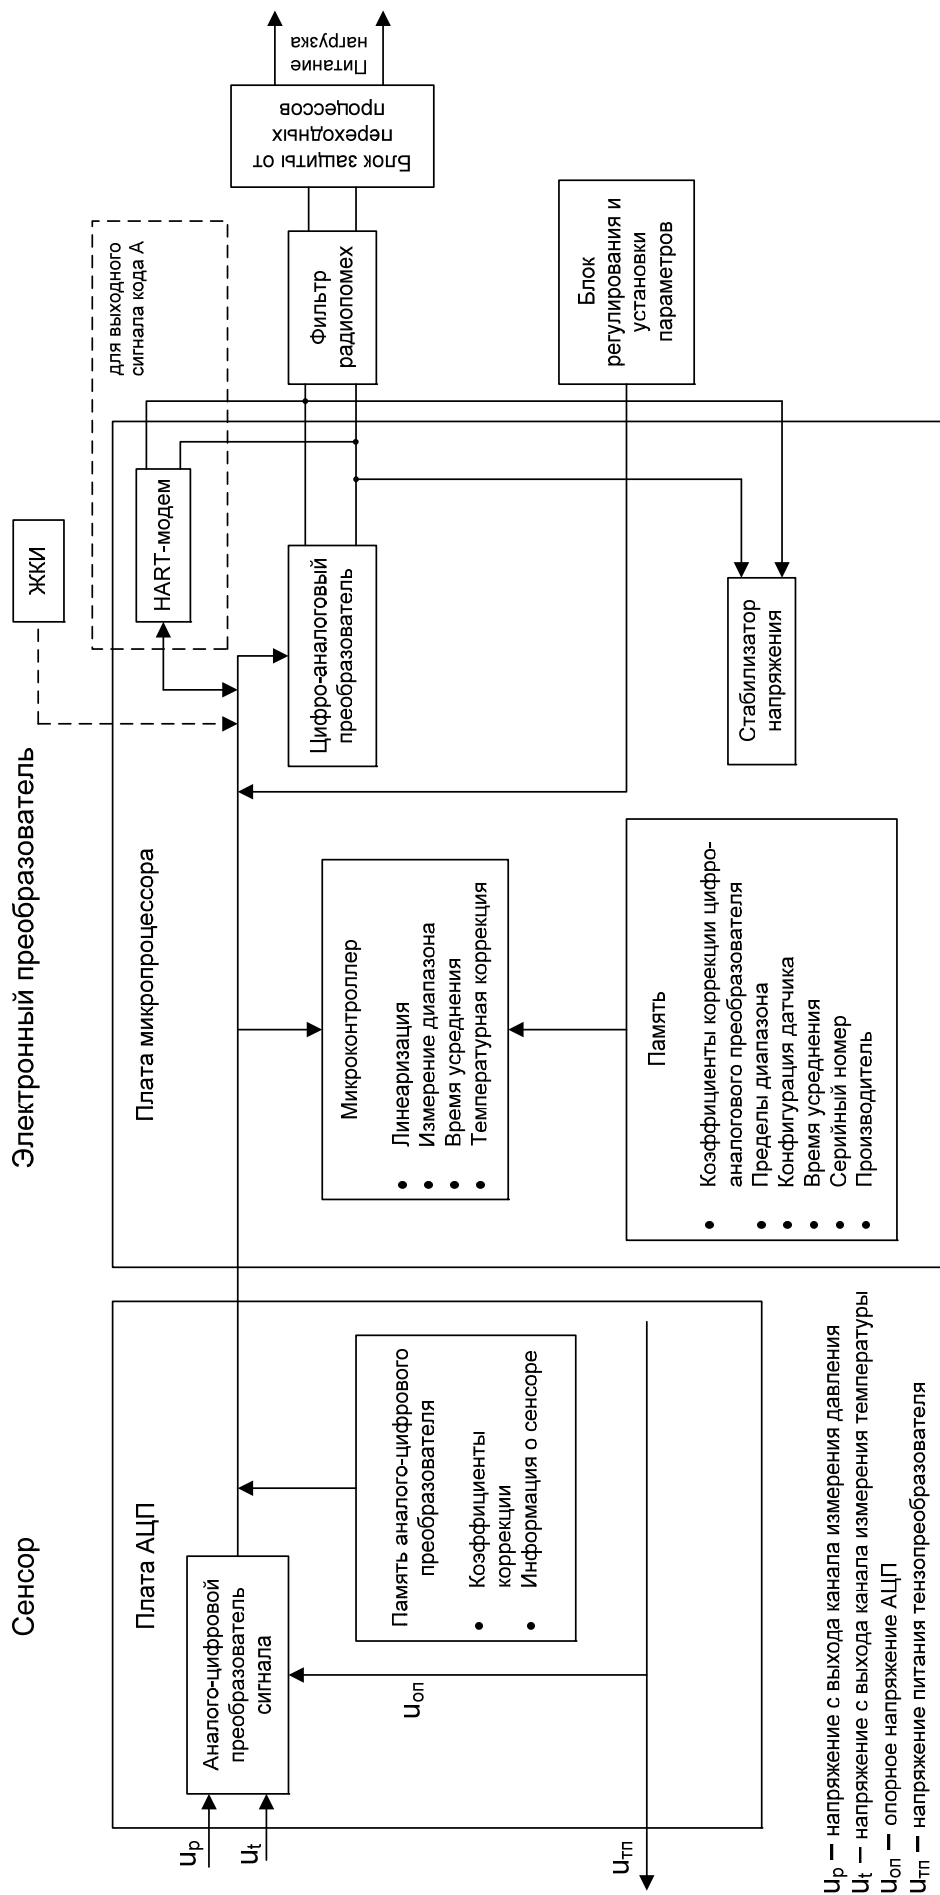 Сенсор
Электронный преобразователь
ЖКИ
Плата АЦП
Плата микропроцессора
HART-модем
для выходного
сигнала кода А
Аналого-цифровой
преобразователь
сигнала
uр
ut
uоп
uтп
Память аналого-цифрового
преобразователя
• Коэффициенты
коррекции
• Информация о сенсоре
Микроконтроллер
• Линеаризация
• Измерение диапазона
• Время усреднения
• Температурная коррекция
Память
• Коэффициенты коррекции цифро-
аналогового преобразователя
• Пределы диапазона
• Конфигурация датчика
• Время усреднения
• Серийный номер
• Производитель
Цифро-аналоговый
преобразователь
Стабилизатор
напряжения
Фильтр
радиопомех
Блок
регулирования и
установки
параметров
Блок защиты от
переходных
процессов
Питание
нагрузка
uр – напряжение с выхода канала измерения давления
ut – напряжение с выхода канала измерения температуры
uоп – опорное напряжение АЦП
uтп – напряжение питания тензопреобразователя